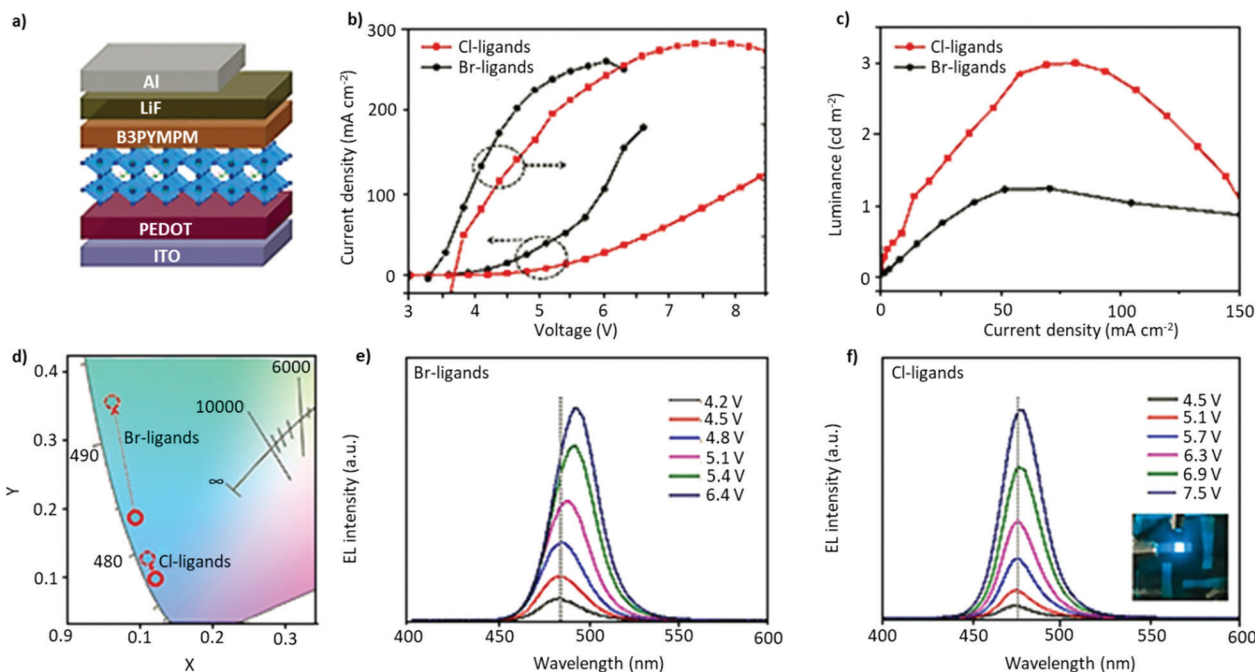 a)
Al
LiF
B3PYMPM
PEDOT
ITO
b)
300
200
100
0
Current density (mA cm⁻²)
Cl-ligands
Br-ligands
3 4 5 6 7 8
Voltage (V)
c)
3
2
1
0
Luminance (cd m⁻²)
Cl-ligands
Br-ligands
0 50 100 150
Current density (mA cm⁻²)
d)
0.4
0.3
0.2
0.1
Y
6000
10000
∞
Br-ligands
490
480
Cl-ligands
0.9 0.1 0.2 0.3
X
e)
Br-ligands
EL intensity (a.u.)
4.2 V
4.5 V
4.8 V
5.1 V
5.4 V
6.4 V
400 450 500 550 600
Wavelength (nm)
f)
Cl-ligands
EL intensity (a.u.)
4.5 V
5.1 V
5.7 V
6.3 V
6.9 V
7.5 V
400 450 500 550 600
Wavelength (nm)